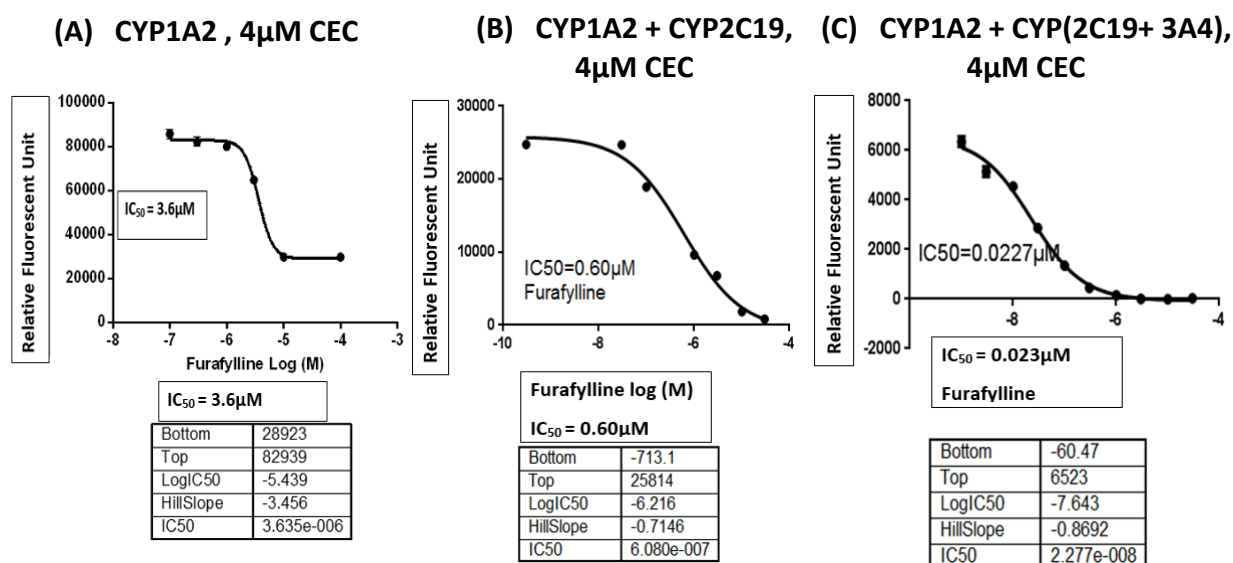 (A) CYP1A2 , 4µM CEC
Relative Fluorescent Unit
100000
80000
60000
40000
20000
0
IC50 = 3.6µM
-8 -7 -6 -5 -4 -3
Furafylline Log (M)
IC50 = 3.6µM
Bottom 28923
Top 82939
LogIC50 -5.439
HillSlope -3.456
IC50 3.635e-006
(B) CYP1A2 + CYP2C19,
4µM CEC
Relative Fluorescent Unit
30000
20000
10000
0
IC50=0.60µM
Furafylline
-10 -8 -6 -4
Furafylline log (M)
IC50 = 0.60µM
Bottom -713.1
Top 25814
LogIC50 -6.216
HillSlope -0.7146
IC50 6.080e-007
(C) CYP1A2 + CYP(2C19+ 3A4),
4µM CEC
Relative Fluorescent Unit
8000
6000
4000
2000
0
-2000
IC50=0.0227µM
-8 -6 -4
IC50 = 0.023µM
Furafylline
Bottom -60.47
Top 6523
LogIC50 -7.643
HillSlope -0.8692
IC50 2.277e-008